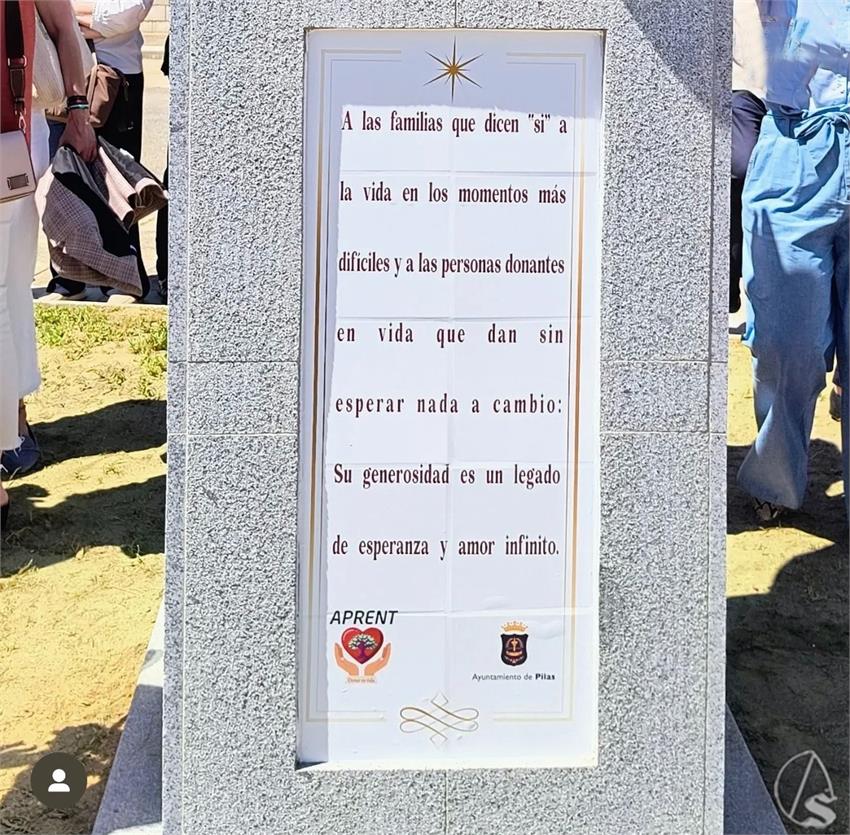 A las familias que dicen "si" a
la vida en los momentos más
difíciles y a las personas donantes
en vida que dan sin
esperar nada a cambio:
Su generosidad es un legado
de esperanza y amor infinito.
APRENT
Ayuntamiento de Pilas